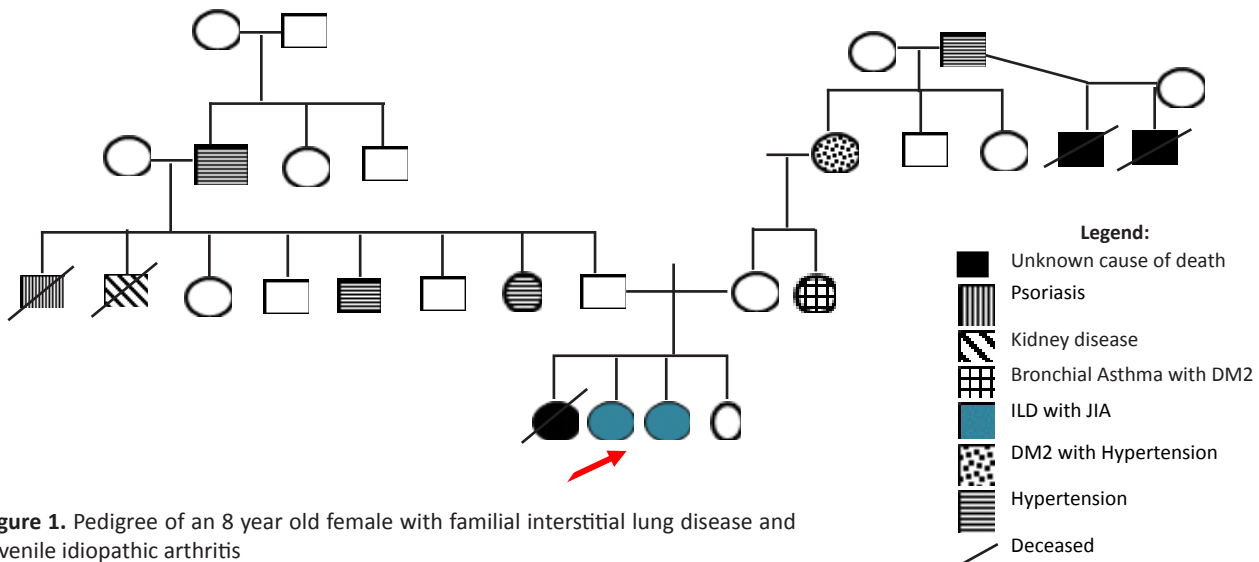 Legend:
Unknown cause of death
Psoriasis
Kidney disease
Bronchial Asthma with DM2
ILD with JIA
DM2 with Hypertension
Hypertension
Deceased
gure 1. Pedigree of an 8 year old female with familial interstitial lung disease and
venile idiopathic arthritis